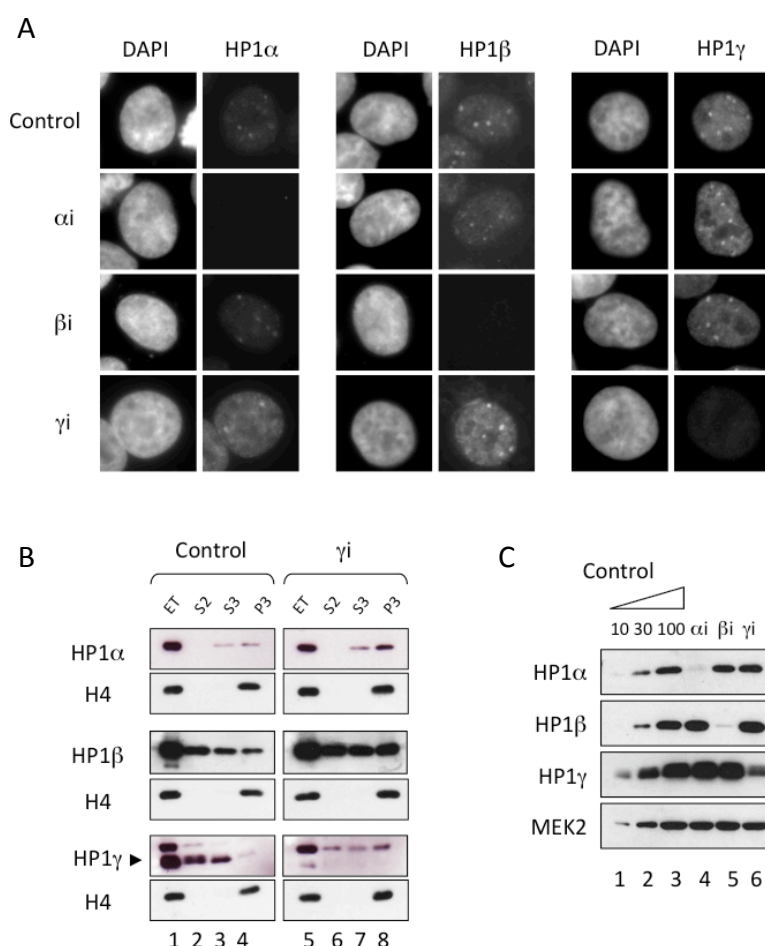 A
DAPI HP1α DAPI HP1β DAPI HP1γ
Control
αi
βi
γi
B
Control γi
ET S2 S3 P3 ET S2 S3 P3
HP1α
H4
HP1β
H4
HP1γ
H4
1 2 3 4 5 6 7 8
C
Control
10 30 100 αi βi γi
HP1α
HP1β
HP1γ
MEK2
1 2 3 4 5 6